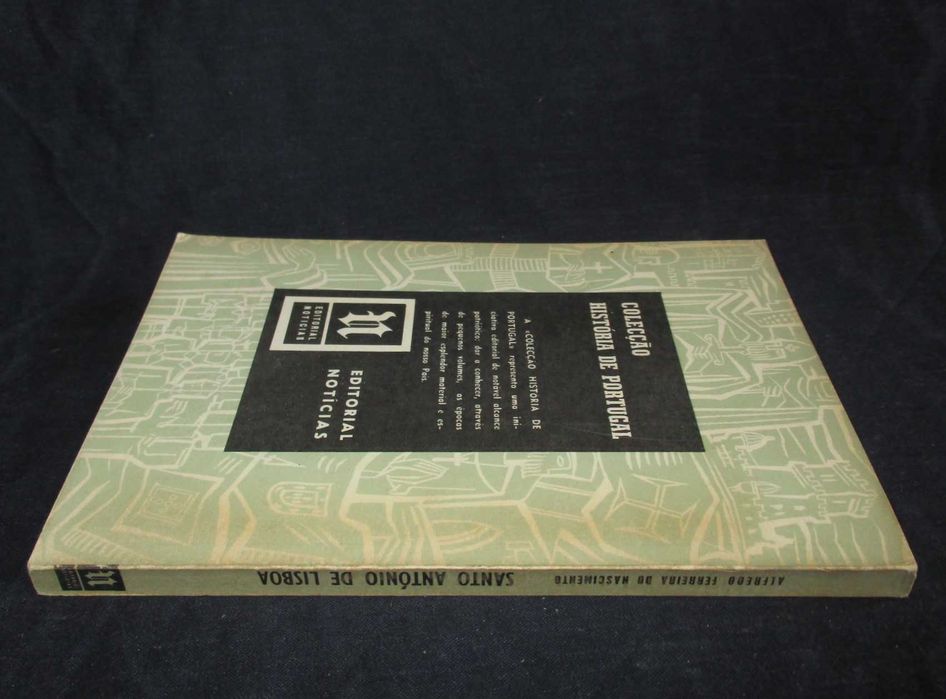 COLECÇÃO
HISTÓRIA DE PORTUGAL
A «COLECÇÃO HISTÓRIA DE
PORTUGAL» representa uma ini-
ciativa editorial de notável alcance
patriótico: dar a conhecer, através
de pequenos volumes, as épocas
de maior esplendor material e es-
piritual do nosso País.
n
EDITORIAL
NOTÍCIAS
EDITORIAL
NOTÍCIAS
ALFREDO FERREIRA DO NASCIMENTO
SANTO ANTÓNIO DE LISBOA
n